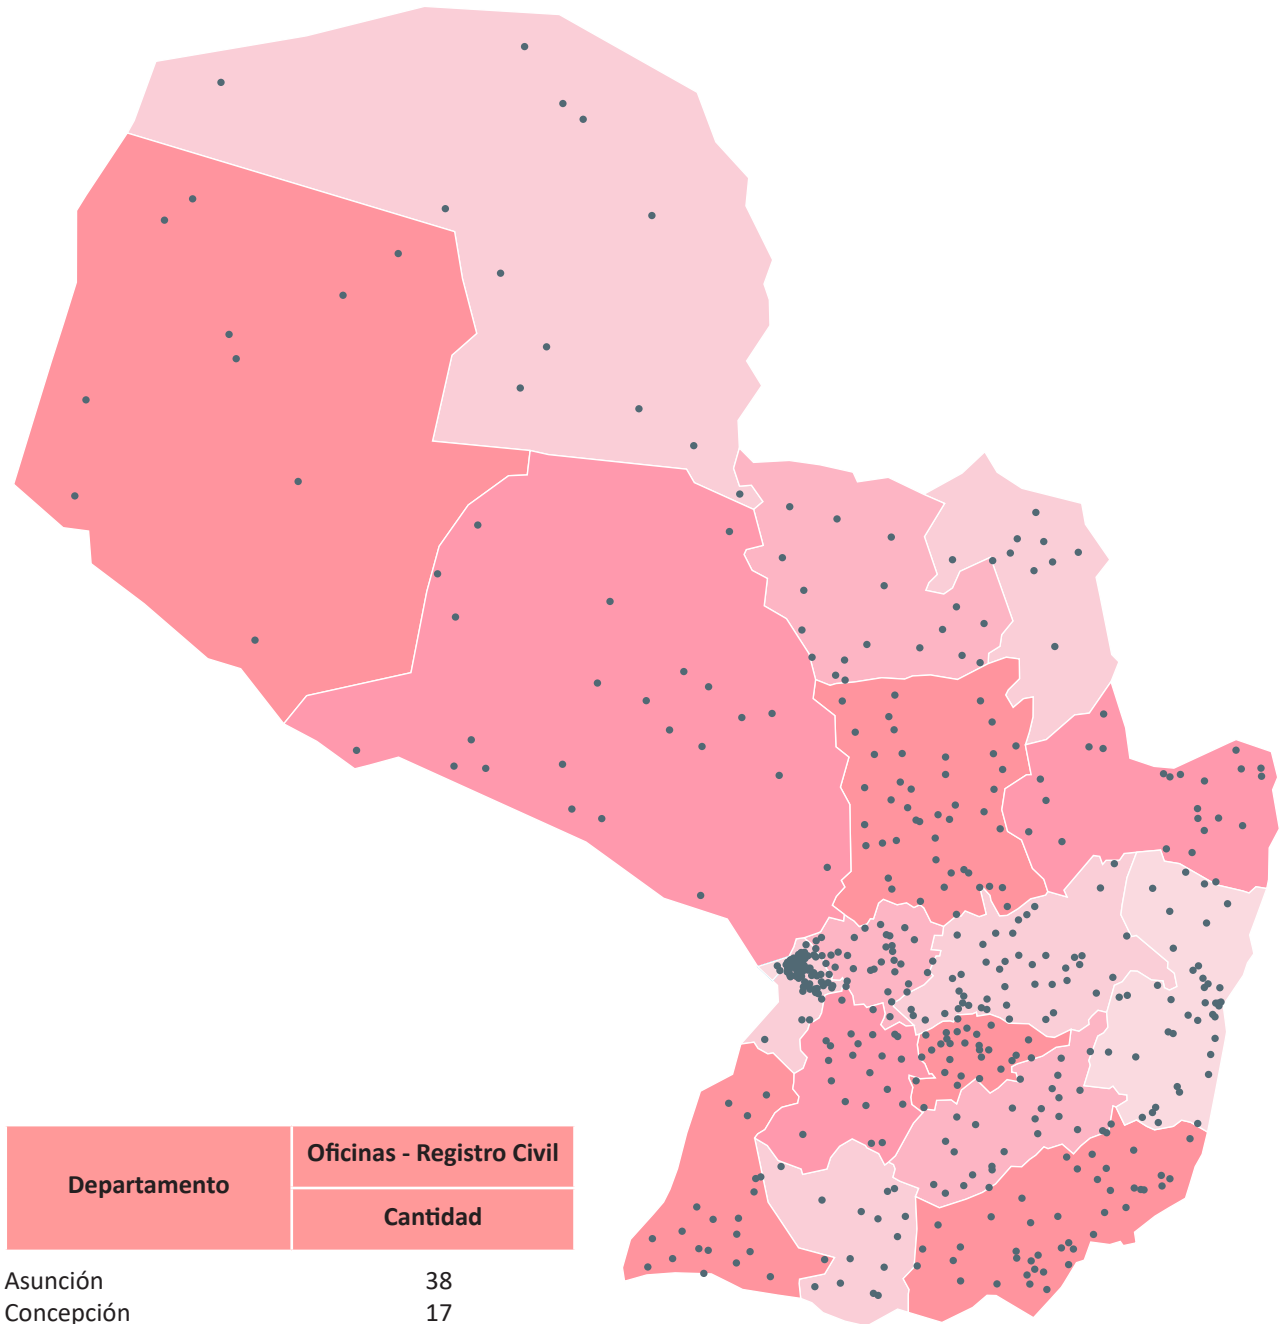 Departamento
Oficinas - Registro Civil
Cantidad
Asunción 38
Concepción 17